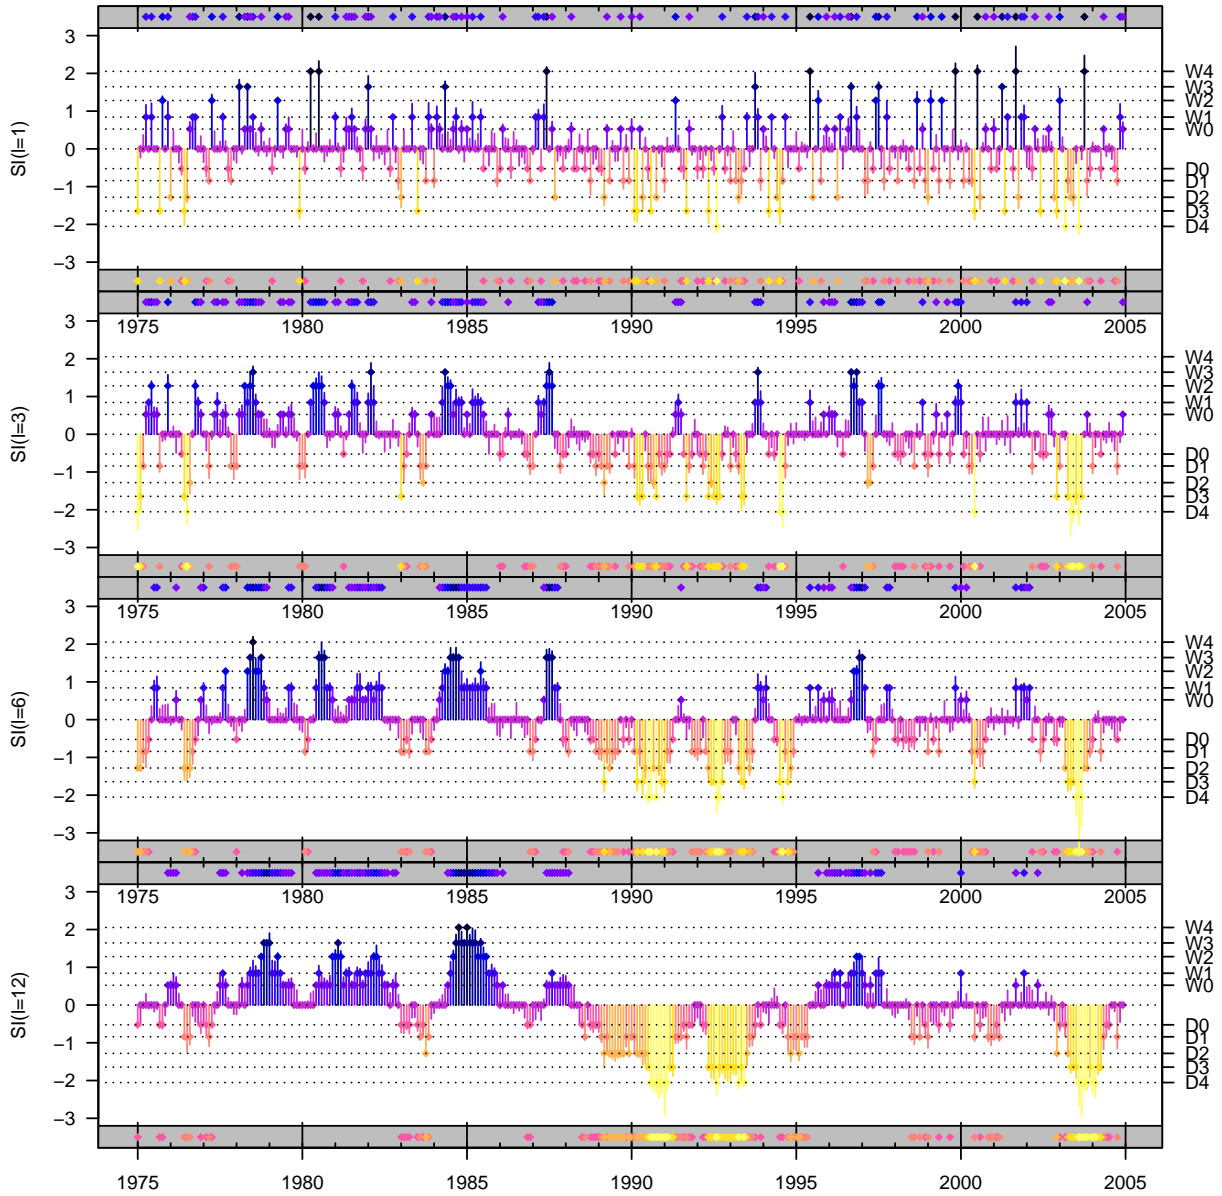 3
2
1
0
−1
−2
−3
SI(l=1)
W4
W3
W2
W1
W0
D0
D1
D2
D3
D4
1975
1980
1985
1990
1995
2000
2005
3
2
1
0
−1
−2
−3
SI(l=3)
W4
W3
W2
W1
W0
D0
D1
D2
D3
D4
1975
1980
1985
1990
1995
2000
2005
3
2
1
0
−1
−2
−3
SI(l=6)
W4
W3
W2
W1
W0
D0
D1
D2
D3
D4
1975
1980
1985
1990
1995
2000
2005
3
2
1
0
−1
−2
−3
SI(l=12)
W4
W3
W2
W1
W0
D0
D1
D2
D3
D4
1975
1980
1985
1990
1995
2000
2005